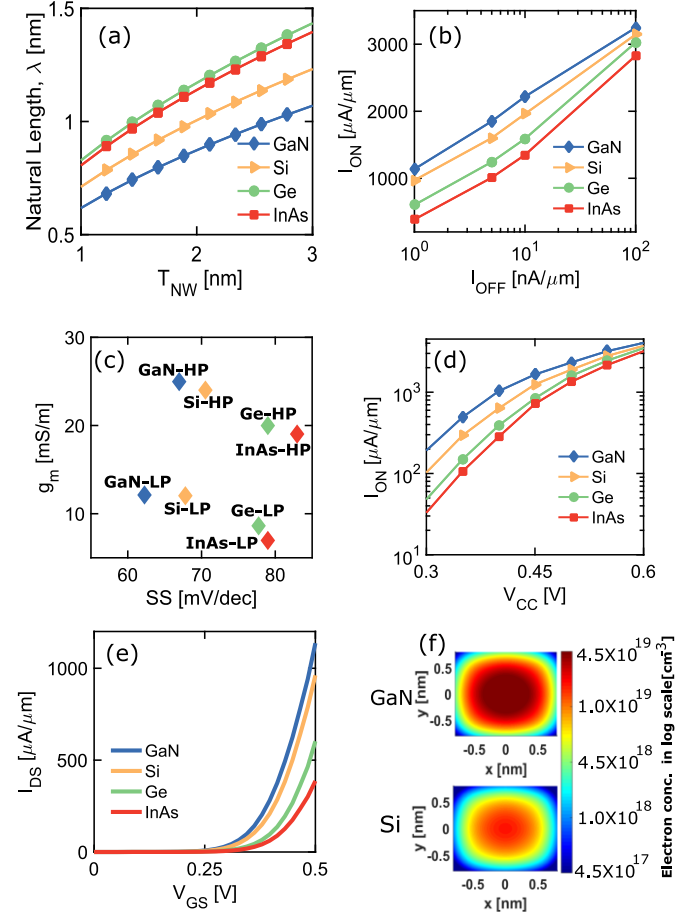 (a)
Natural Length, λ [nm]
1.5
1
0.5
1
2
3
T_NW [nm]
GaN
Si
Ge
InAs
(b)
I_ON
[μA/μm]
3000
2000
1000
10^0
10^1
10^2
I_OFF [nA/μm]
GaN
Si
Ge
InAs
(c)
g_m [mS/m]
30
20
10
60
70
80
SS [mV/dec]
GaN-HP
Si-HP
Ge-HP
InAs-HP
GaN-LP
Si-LP
Ge-LP
InAs-LP
(d)
I_ON [μA/μm]
10^3
10^2
10^1
0.3
0.45
0.6
V_CC [V]
GaN
Si
Ge
InAs
(e)
I_DS [μA/μm]
1000
500
0
0
0.25
0.5
V_GS [V]
GaN
Si
Ge
InAs
(f)
GaN
y [nm]
0.5
0
-0.5
-0.5
0
0.5
x [nm]
Si
y [nm]
0.5
0
-0.5
-0.5
0
0.5
x [nm]
4.5X10^19
1.0X10^19
4.5X10^18
1.0X10^18
4.5X10^17
Electron conc. in log scale[cm^-3]